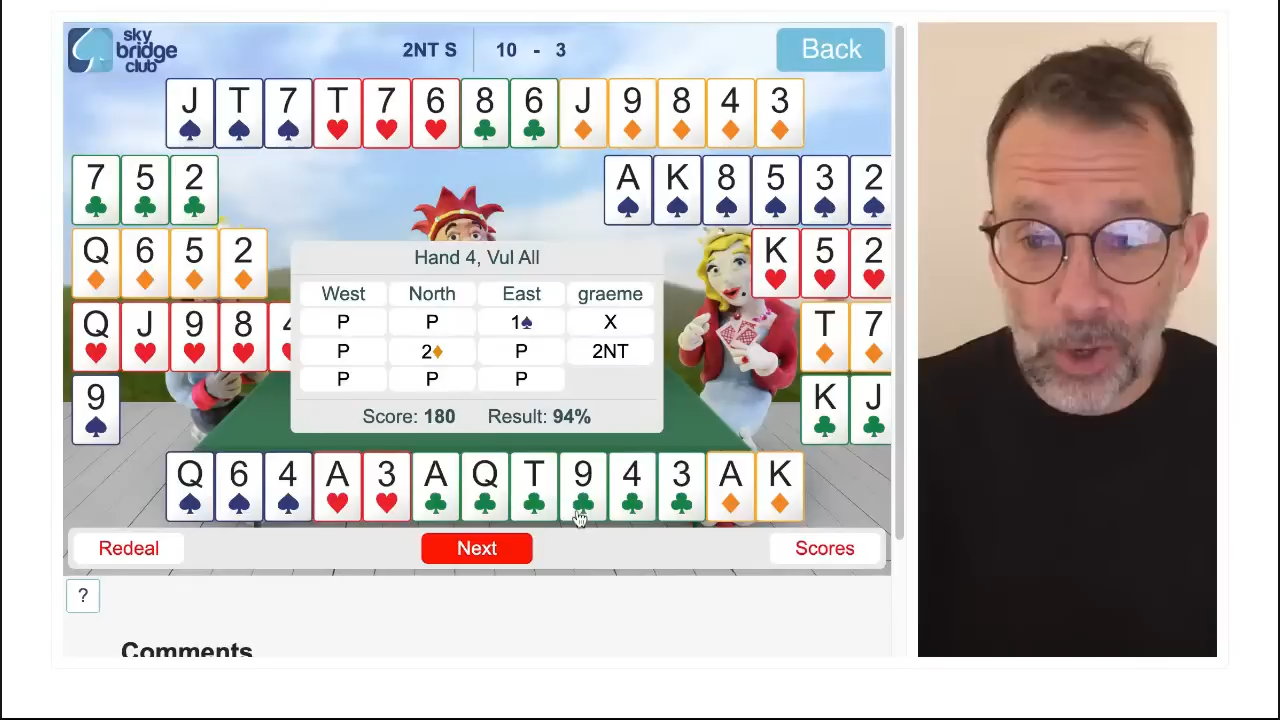 sky
bridge
club
2NT S 10 - 3 Back
J T 7 T 7 6 8 6 J 9 8 4 3
7 5 2 A K 8 5 3 2
Q 6 5 2 K 5 2
Q J 9 8 4 T 7
9 K J
Hand 4, Vul All
West North East graeme
P P 1♠ X
P 2♦ P 2NT
P P P
Score: 180 Result: 94%
Q 6 4 A 3 A Q T 9 4 3 A K
Redeal Next Scores
?
Comments